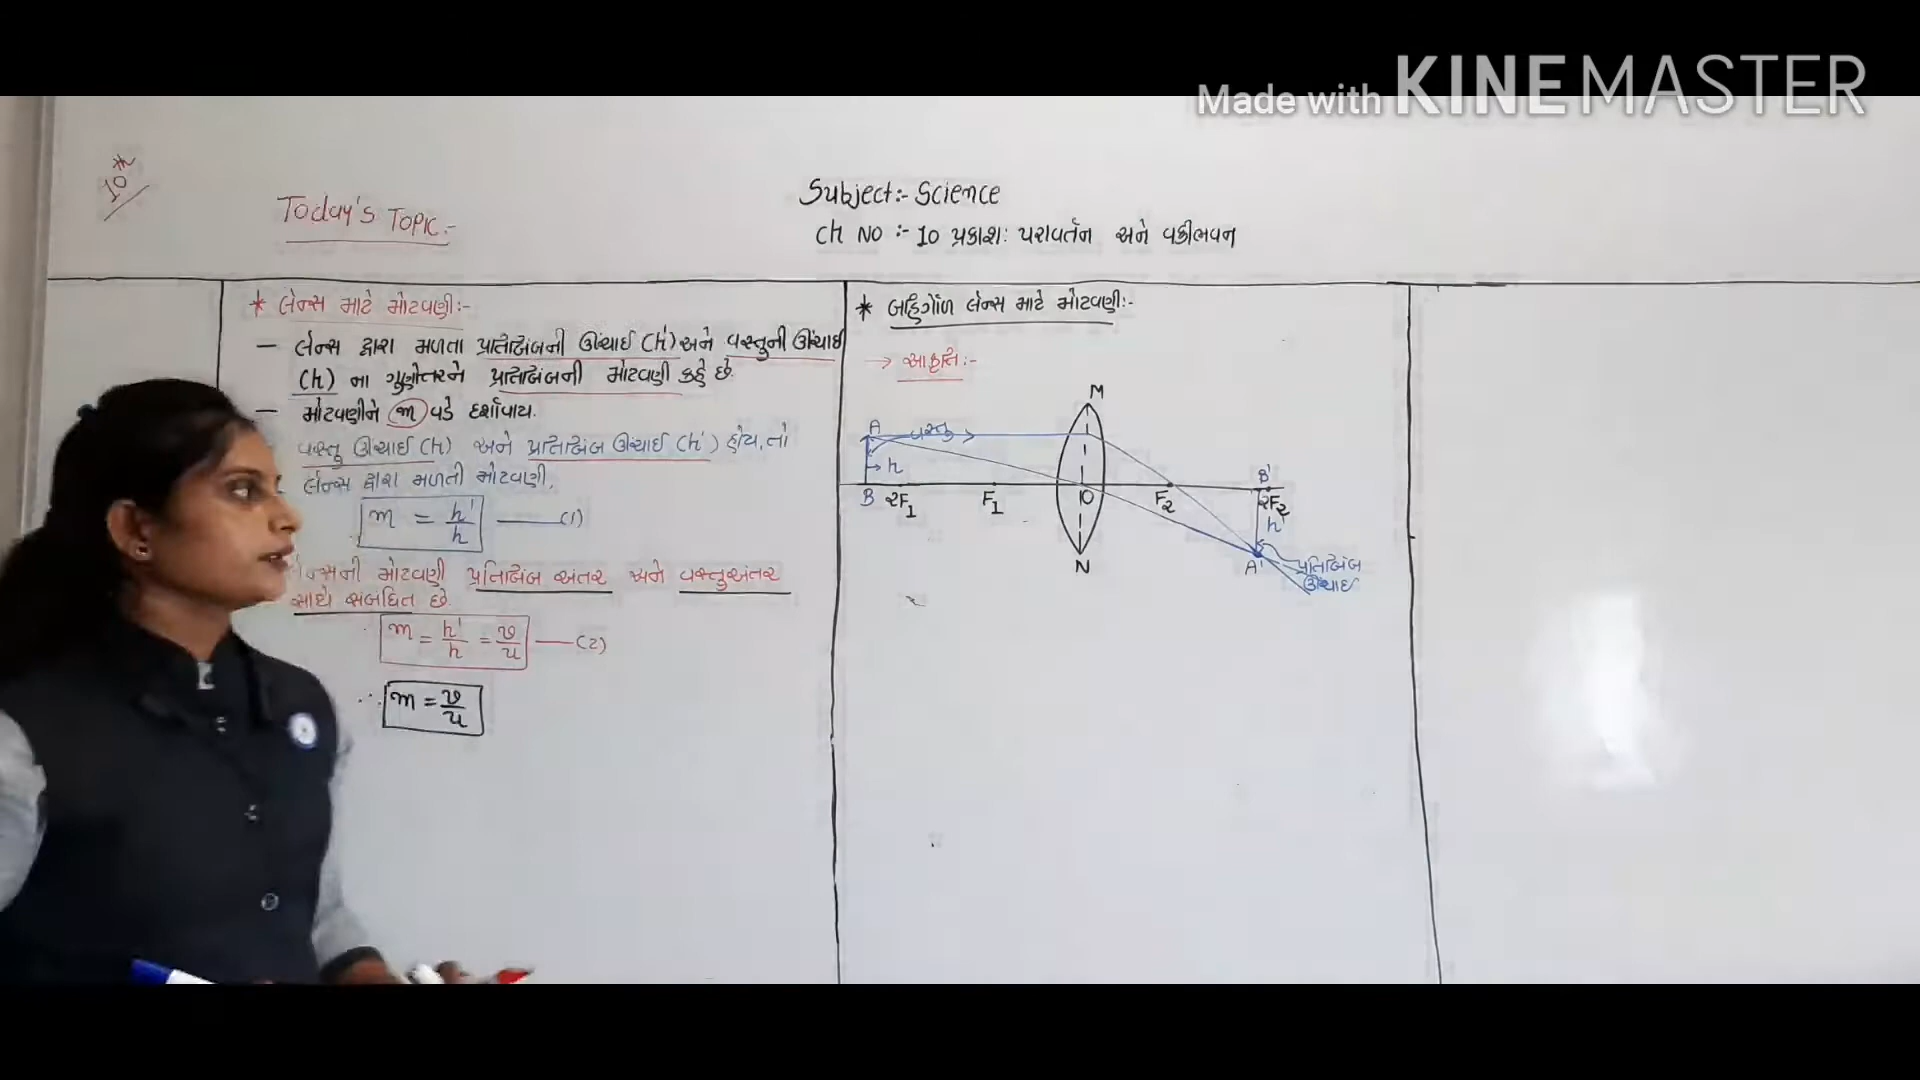 Made with KINEMASTER
10th
Today's Topic:-
Subject:- Science
Ch No :- 10 પ્રકાશ: પરાવર્તન અને વક્રીભવન
* લેન્સ માટે મોટવણી:-
- લેન્સ દ્વારા મળતા પ્રતિબિંબની ઊંચાઈ (h') અને વસ્તુની ઊંચાઈ
(h) ના ગુણોતરને પ્રતિબિંબની મોટવણી કહે છે.
- મોટવણીને m વડે દર્શાવાય.
વસ્તુ ઊંચાઈ (h) અને પ્રતિબિંબ ઊંચાઈ (h') હોય, તો
લેન્સ દ્વારા મળતી મોટવણી,
m = h'/h —— (1)
લેન્સની મોટવણી પ્રતિબિંબ અંતર અને વસ્તુઅંતર
સાથે સંબંધિત છે.
m = h'/h = v/u —— (2)
∴ m = v/u
* બહિર્ગોળ લેન્સ માટે મોટવણી:-
→ આકૃતિ:-
M
A વસ્તુ
h
B'
B 2F1 F1 O F2 2F2
h'
N A' પ્રતિબિંબ
ઊંચાઈ